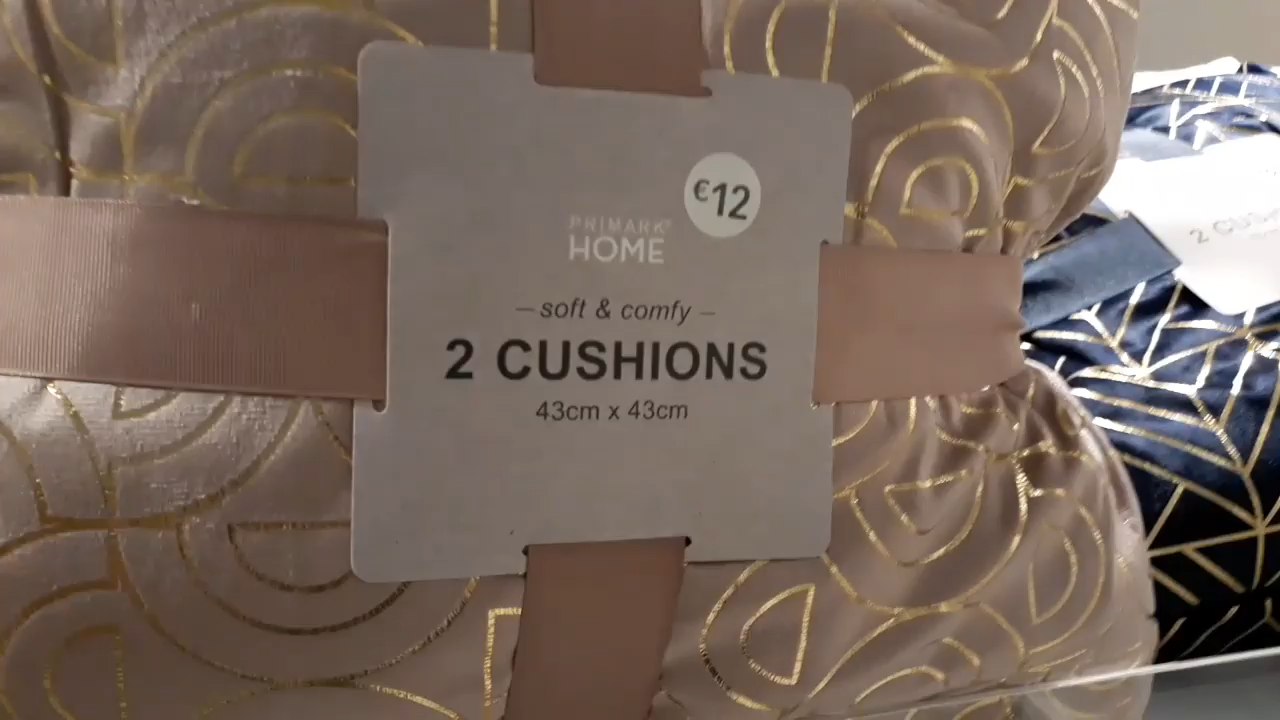 €12
PRIMARK®
HOME
– soft & comfy –
2 CUSHIONS
43cm x 43cm